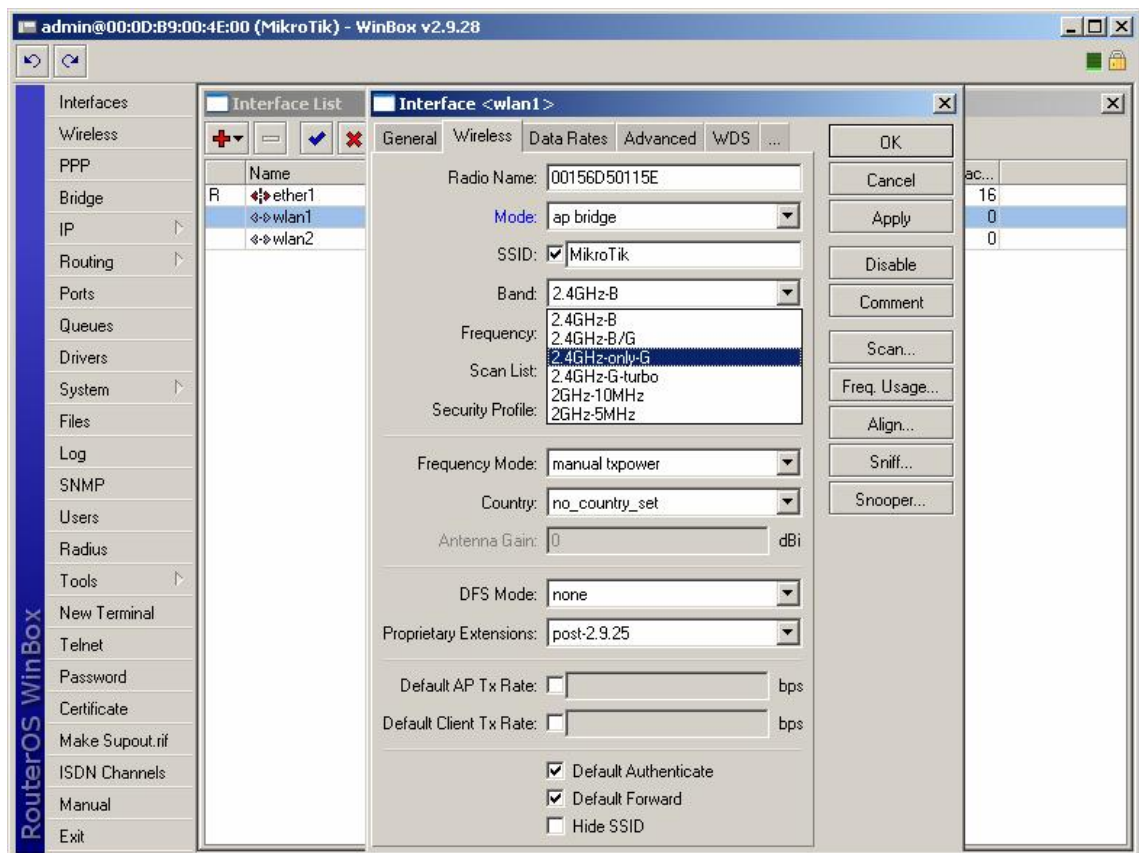 admin@00:0D:B9:00:4E:00 (MikroTik) - WinBox v2.9.28
RouterOS WinBox
Interfaces
Wireless
PPP
Bridge
IP
Routing
Ports
Queues
Drivers
System
Files
Log
SNMP
Users
Radius
Tools
New Terminal
Telnet
Password
Certificate
Make Supout.rif
ISDN Channels
Manual
Exit
Interface List
Name
R ether1
wlan1
wlan2
ac...
16
0
0
Interface <wlan1>
General Wireless Data Rates Advanced WDS ...
Radio Name: 00156D50115E
Mode: ap bridge
SSID: MikroTik
Band: 2.4GHz-B
2.4GHz-B
2.4GHz-B/G
2.4GHz-only-G
2.4GHz-G-turbo
2GHz-10MHz
2GHz-5MHz
Frequency:
Scan List:
Security Profile:
Frequency Mode: manual txpower
Country: no_country_set
Antenna Gain: 0 dBi
DFS Mode: none
Proprietary Extensions: post-2.9.25
Default AP Tx Rate: bps
Default Client Tx Rate: bps
Default Authenticate
Default Forward
Hide SSID
OK
Cancel
Apply
Disable
Comment
Scan...
Freq. Usage...
Align...
Sniff...
Snooper...